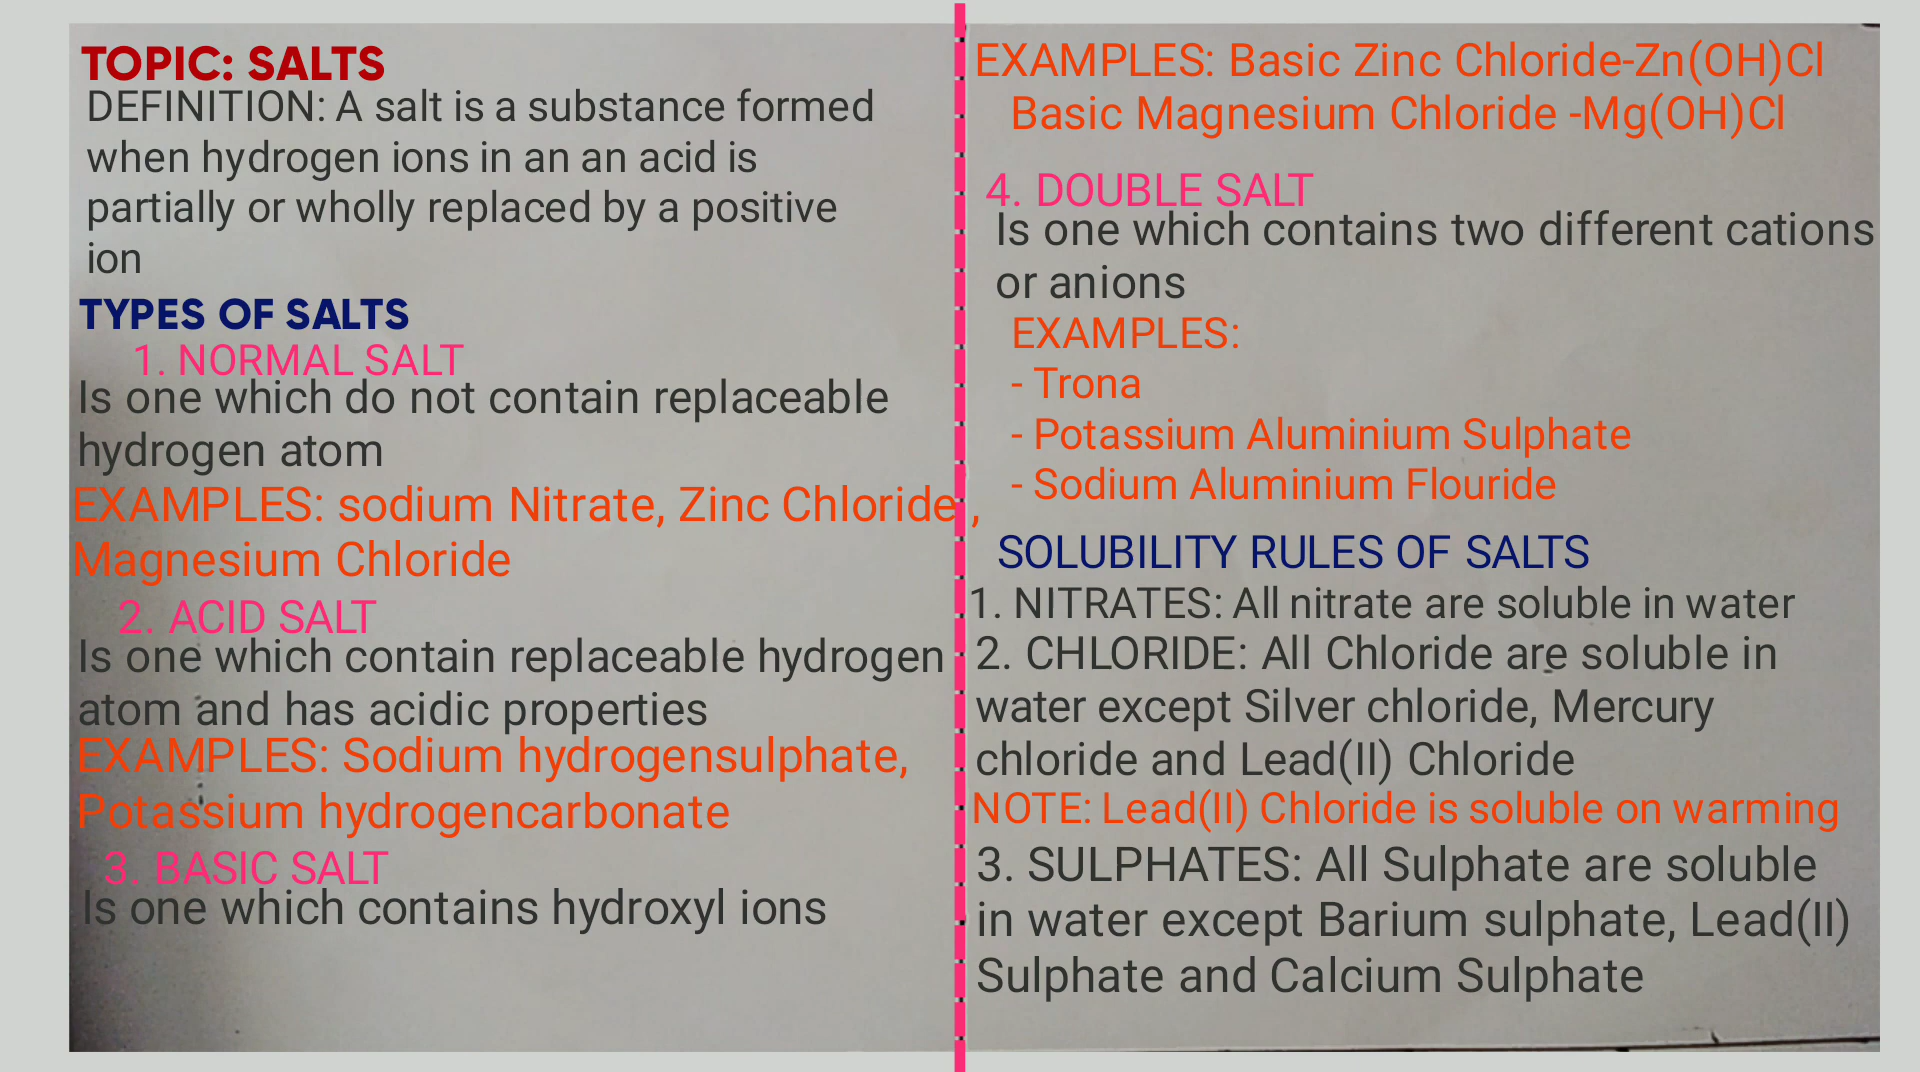 TOPIC: SALTS
DEFINITION: A salt is a substance formed
when hydrogen ions in an an acid is
partially or wholly replaced by a positive
ion
TYPES OF SALTS
1. NORMAL SALT
Is one which do not contain replaceable
hydrogen atom
EXAMPLES: sodium Nitrate, Zinc Chloride ,
Magnesium Chloride
2. ACID SALT
Is one which contain replaceable hydrogen
atom and has acidic properties
EXAMPLES: Sodium hydrogensulphate,
Potassium hydrogencarbonate
3. BASIC SALT
Is one which contains hydroxyl ions
EXAMPLES: Basic Zinc Chloride-Zn(OH)Cl
Basic Magnesium Chloride -Mg(OH)Cl
4. DOUBLE SALT
Is one which contains two different cations
or anions
EXAMPLES:
- Trona
- Potassium Aluminium Sulphate
- Sodium Aluminium Flouride
SOLUBILITY RULES OF SALTS
1. NITRATES: All nitrate are soluble in water
2. CHLORIDE: All Chloride are soluble in
water except Silver chloride, Mercury
chloride and Lead(II) Chloride
NOTE: Lead(II) Chloride is soluble on warming
3. SULPHATES: All Sulphate are soluble
in water except Barium sulphate, Lead(II)
Sulphate and Calcium Sulphate